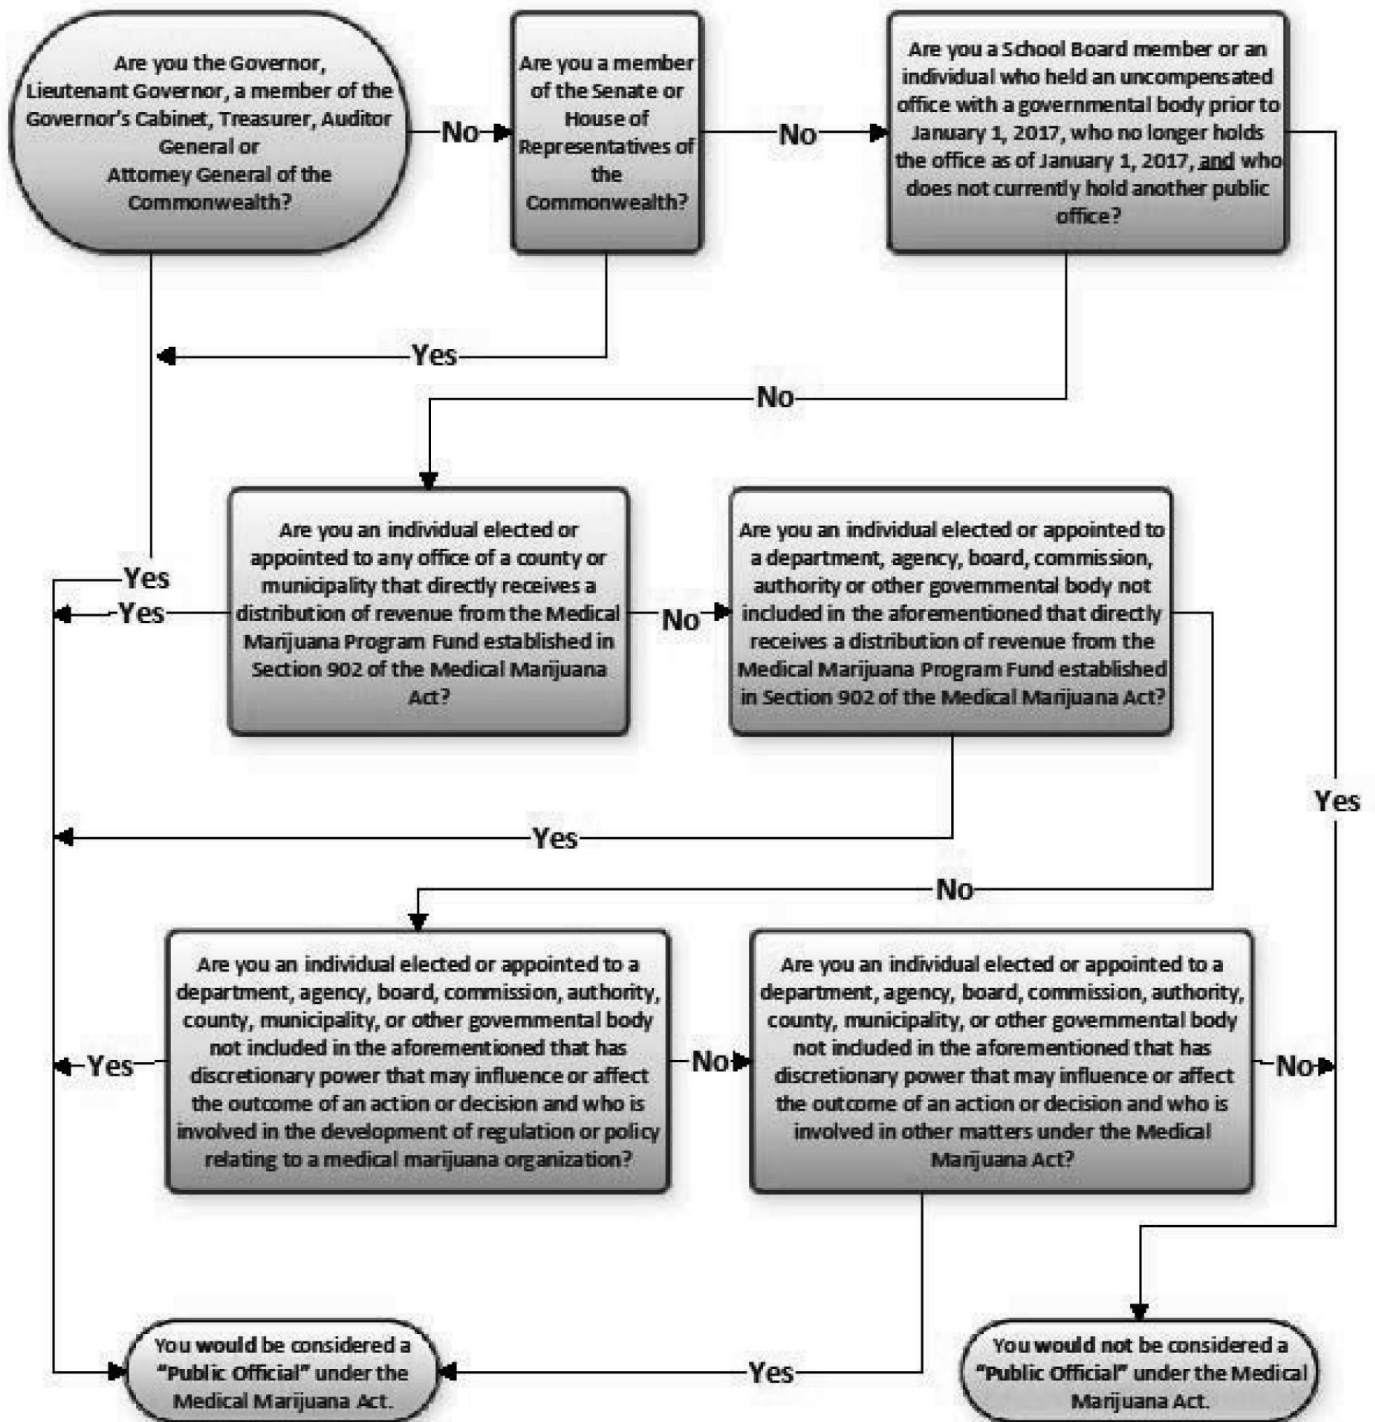 Are you the Governor,
Lieutenant Governor, a member of the
Governor's Cabinet, Treasurer, Auditor
General or
Attorney General of the
Commonwealth?
No
Are you a member
of the Senate or
House of
Representatives of
the
Commonwealth?
No
Are you a School Board member or an
individual who held an uncompensated
office with a governmental body prior to
January 1, 2017, who no longer holds
the office as of January 1, 2017, and who
does not currently hold another public
office?
Yes
No
Yes
Yes
Are you an individual elected or
appointed to any office of a county or
municipality that directly receives a
distribution of revenue from the Medical
Marijuana Program Fund established in
Section 902 of the Medical Marijuana
Act?
No
Are you an individual elected or appointed to
a department, agency, board, commission,
authority or other governmental body not
included in the aforementioned that directly
receives a distribution of revenue from the
Medical Marijuana Program Fund established
in Section 902 of the Medical Marijuana Act?
Yes
Yes
No
Yes
Are you an individual elected or appointed to a
department, agency, board, commission, authority,
county, municipality, or other governmental body
not included in the aforementioned that has
discretionary power that may influence or affect
the outcome of an action or decision and who is
involved in the development of regulation or policy
relating to a medical marijuana organization?
No
Are you an individual elected or appointed to a
department, agency, board, commission, authority,
county, municipality, or other governmental body
not included in the aforementioned that has
discretionary power that may influence or affect
the outcome of an action or decision and who is
involved in other matters under the Medical
Marijuana Act?
No
You would be considered a
"Public Official" under the
Medical Marijuana Act.
Yes
You would not be considered a
"Public Official" under the Medical
Marijuana Act.